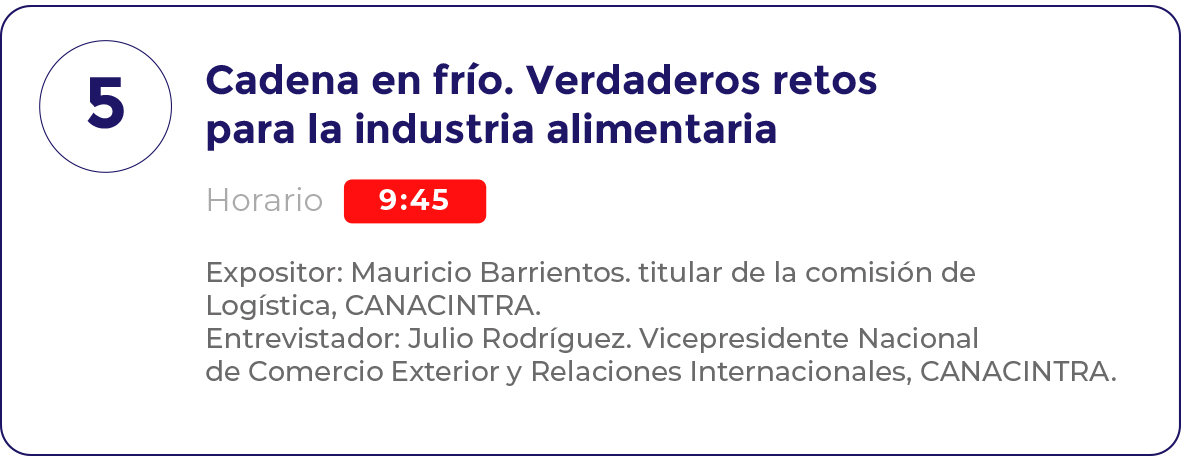 5
Cadena en frío. Verdaderos retos
para la industria alimentaria
Horario 9:45
Expositor: Mauricio Barrientos. titular de la comisión de
Logística, CANACINTRA.
Entrevistador: Julio Rodríguez. Vicepresidente Nacional
de Comercio Exterior y Relaciones Internacionales, CANACINTRA.